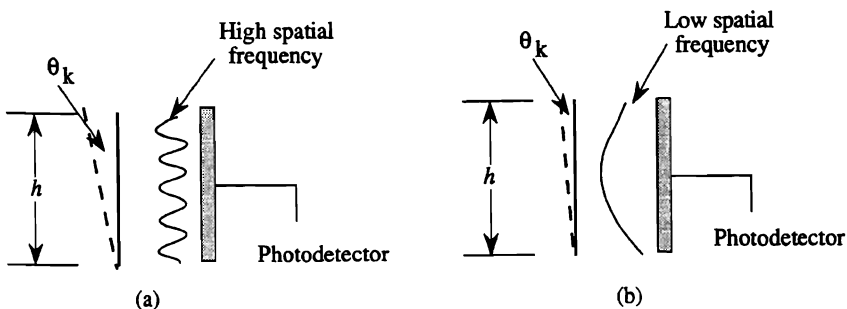 High spatial
frequency
θk
h
Photodetector
(a)
Low spatial
frequency
θk
h
Photodetector
(b)